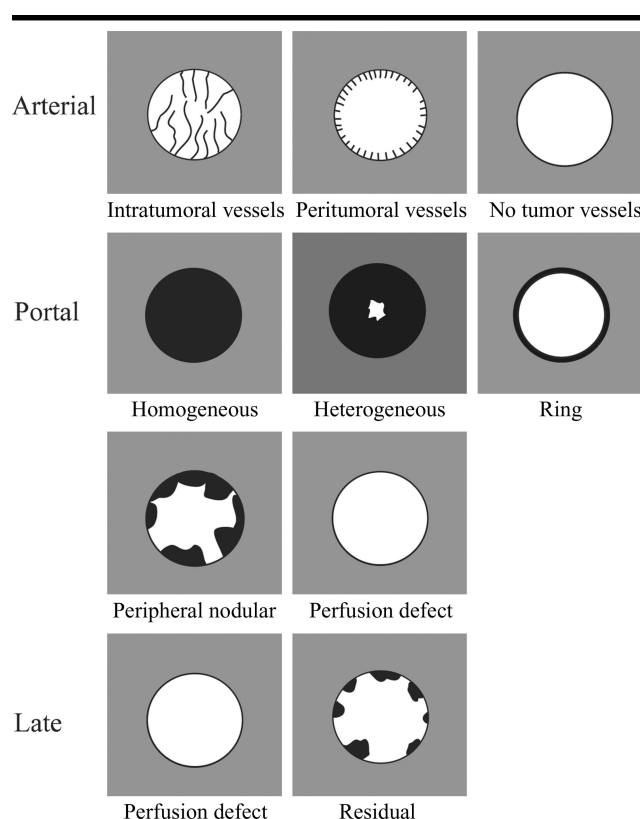 Arterial
Intratumoral vessels Peritumoral vessels No tumor vessels
Portal
Homogeneous Heterogeneous Ring
Peripheral nodular Perfusion defect
Late
Perfusion defect Residual